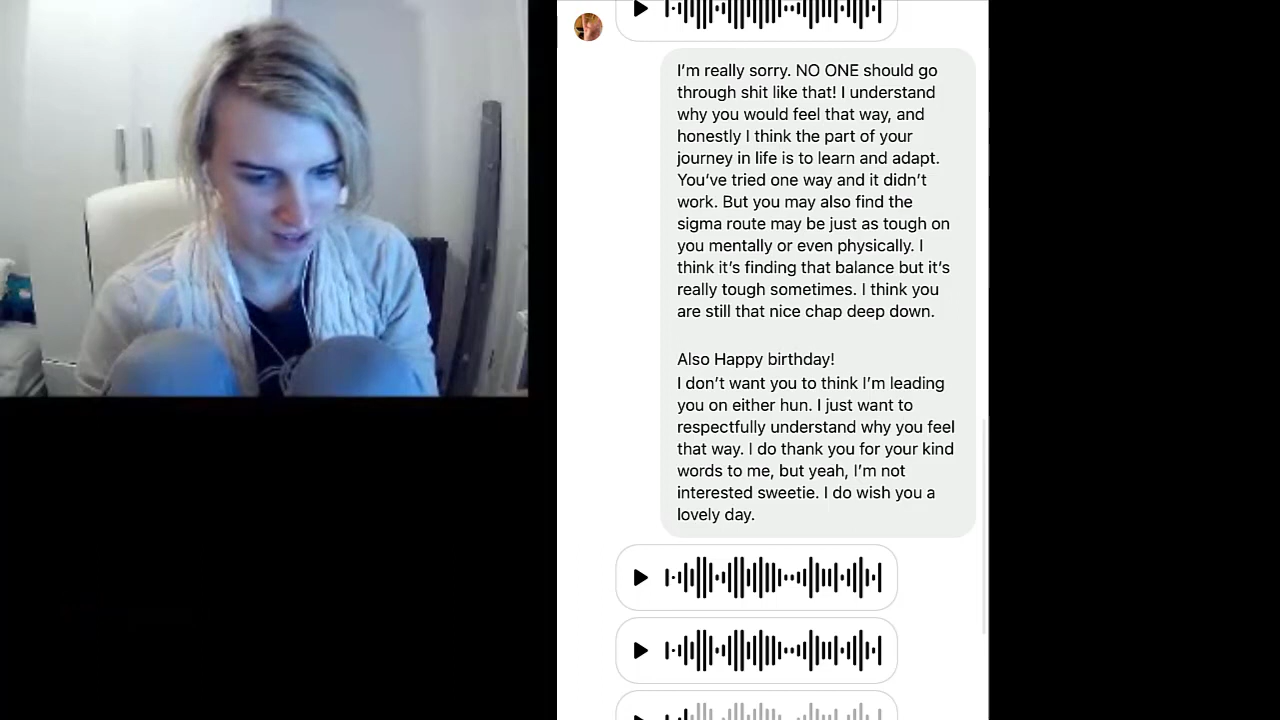 I’m really sorry. NO ONE should go
through shit like that! I understand
why you would feel that way, and
honestly I think the part of your
journey in life is to learn and adapt.
You’ve tried one way and it didn’t
work. But you may also find the
sigma route may be just as tough on
you mentally or even physically. I
think it’s finding that balance but it’s
really tough sometimes. I think you
are still that nice chap deep down.
Also Happy birthday!
I don’t want you to think I’m leading
you on either hun. I just want to
respectfully understand why you feel
that way. I do thank you for your kind
words to me, but yeah, I’m not
interested sweetie. I do wish you a
lovely day.